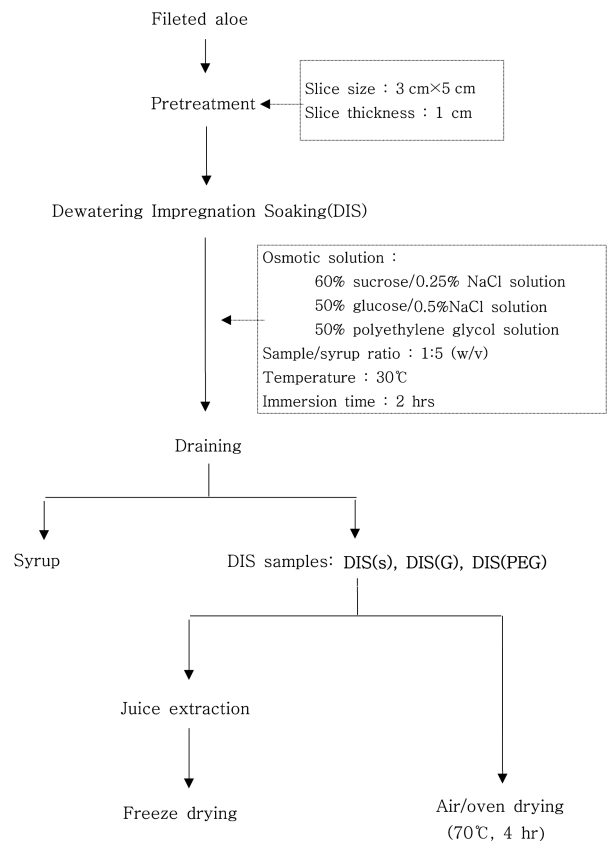 Fileted aloe
Pretreatment
Slice size : 3 cm×5 cm
Slice thickness : 1 cm
Dewatering Impregnation Soaking(DIS)
Osmotic solution :
60% sucrose/0.25% NaCl solution
50% glucose/0.5%NaCl solution
50% polyethylene glycol solution
Sample/syrup ratio : 1:5 (w/v)
Temperature : 30℃
Immersion time : 2 hrs
Draining
Syrup
DIS samples: DIS(s), DIS(G), DIS(PEG)
Juice extraction
Freeze drying
Air/oven drying
(70℃, 4 hr)